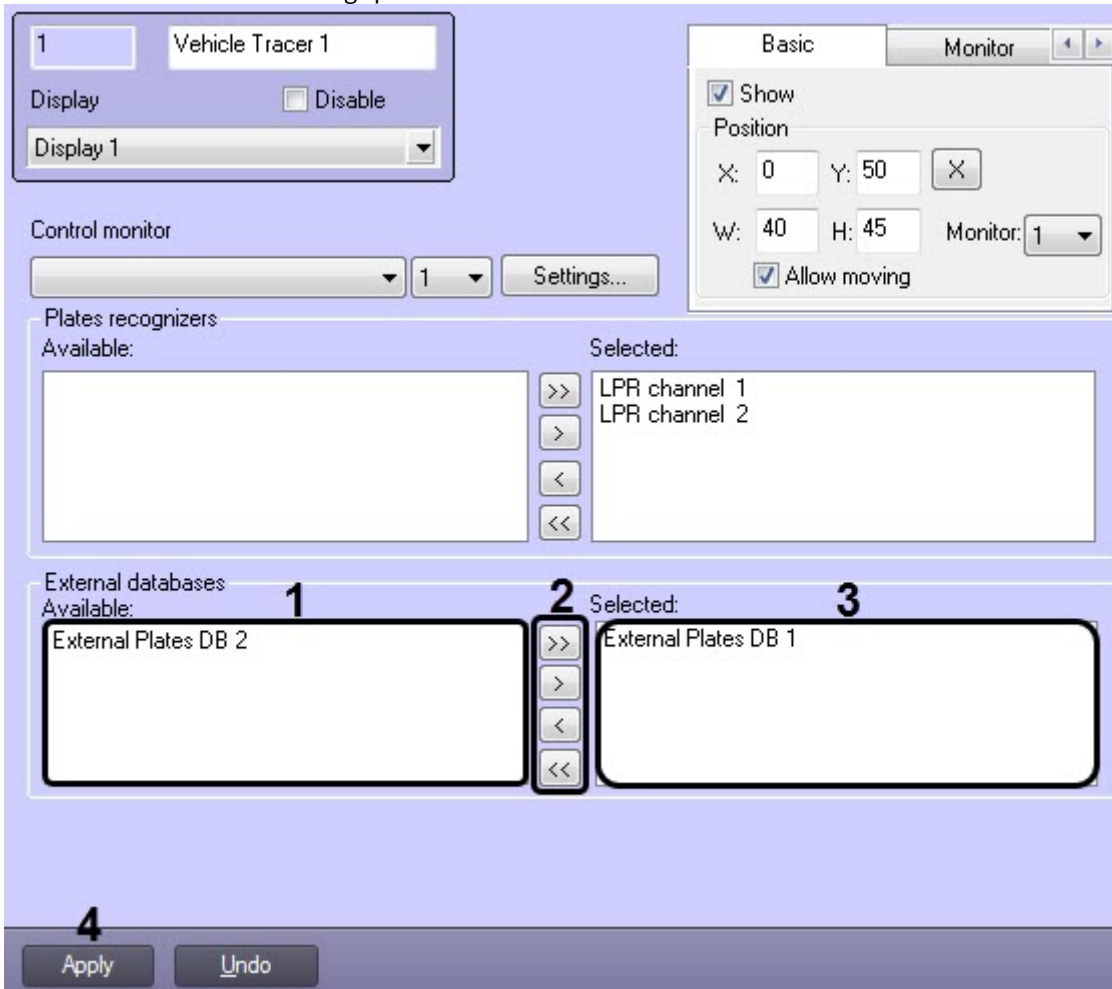 1 Vehicle Tracer 1
Display Disable
Display 1
Basic Monitor
Show
Position
X: 0 Y: 50 X
W: 40 H: 45 Monitor: 1
Allow moving
Control monitor
1 Settings...
Plates recognizers
Available: Selected:
>> LPR channel 1
> LPR channel 2
<
<<
External databases
Available: 1 2 Selected: 3
External Plates DB 2 >> External Plates DB 1
>
<
<<
4
Apply Undo